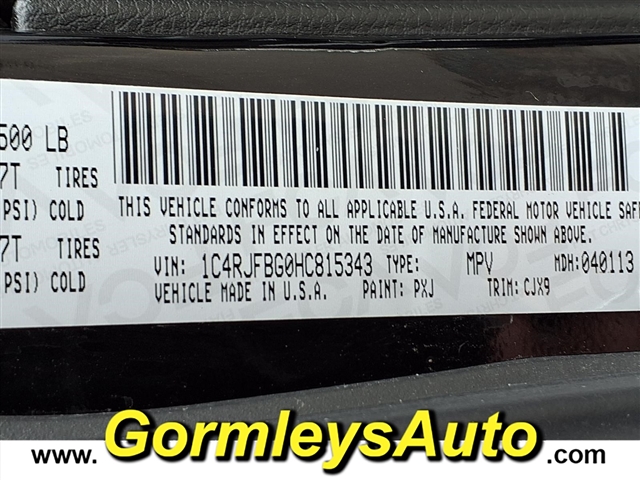 500 LB
7T TIRES
PSI) COLD
7T TIRES
PSI) COLD
THIS VEHICLE CONFORMS TO ALL APPLICABLE U.S.A. FEDERAL MOTOR VEHICLE SAFE
STANDARDS IN EFFECT ON THE DATE OF MANUFACTURE SHOWN ABOVE.
VIN: 1C4RJFBG0HC815343 TYPE: MPV MDH: 040113
VEHICLE MADE IN U.S.A. PAINT: PXJ TRIM: CJX9
www.GormleysAuto.com